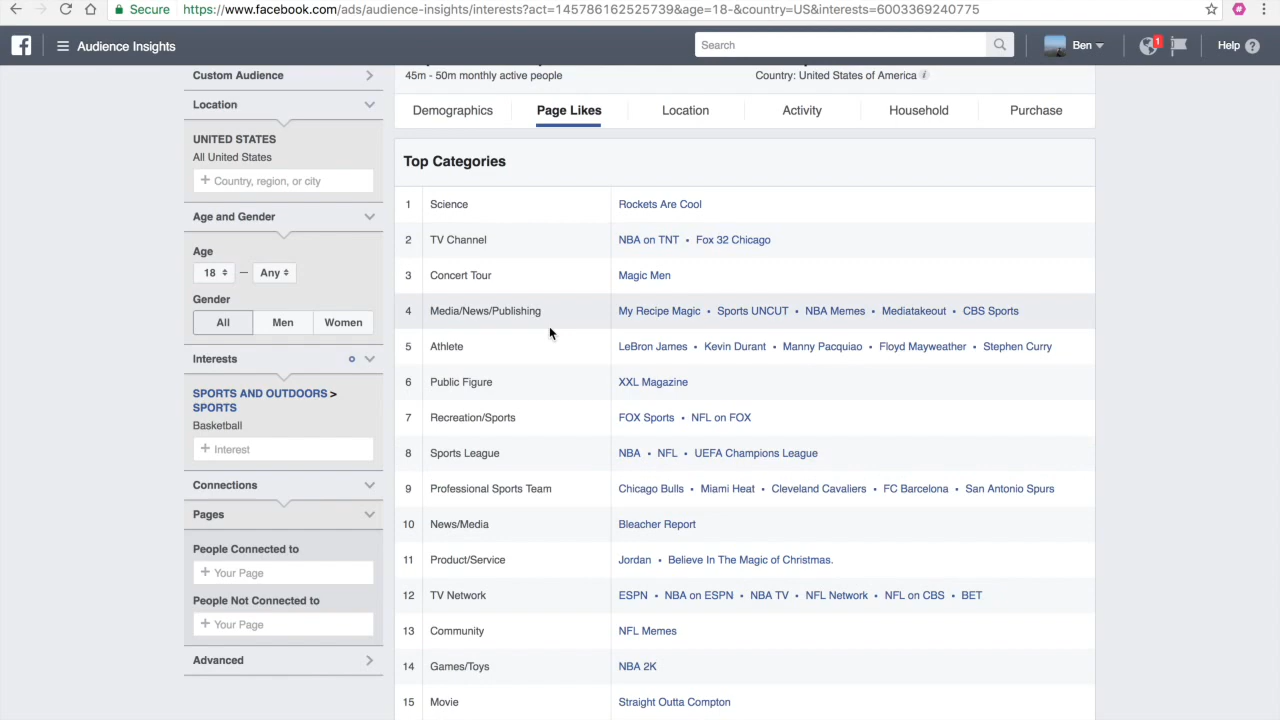 https://www.facebook.com/ads/audience-insights/interests?act=145786162525739&age=18-&country=US&interests=6003369240775
Secure
f
Audience Insights
Search
Ben
1
Help ?
Custom Audience
Location
UNITED STATES
All United States
+ Country, region, or city
Age and Gender
Age
18 — Any
Gender
All Men Women
Interests
SPORTS AND OUTDOORS >
SPORTS
Basketball
+ Interest
Connections
Pages
People Connected to
+ Your Page
People Not Connected to
+ Your Page
Advanced
45m - 50m monthly active people
Country: United States of America i
Demographics Page Likes Location Activity Household Purchase
Top Categories
1 Science Rockets Are Cool
2 TV Channel NBA on TNT • Fox 32 Chicago
3 Concert Tour Magic Men
4 Media/News/Publishing My Recipe Magic • Sports UNCUT • NBA Memes • Mediatakeout • CBS Sports
5 Athlete LeBron James • Kevin Durant • Manny Pacquiao • Floyd Mayweather • Stephen Curry
6 Public Figure XXL Magazine
7 Recreation/Sports FOX Sports • NFL on FOX
8 Sports League NBA • NFL • UEFA Champions League
9 Professional Sports Team Chicago Bulls • Miami Heat • Cleveland Cavaliers • FC Barcelona • San Antonio Spurs
10 News/Media Bleacher Report
11 Product/Service Jordan • Believe In The Magic of Christmas.
12 TV Network ESPN • NBA on ESPN • NBA TV • NFL Network • NFL on CBS • BET
13 Community NFL Memes
14 Games/Toys NBA 2K
15 Movie Straight Outta Compton